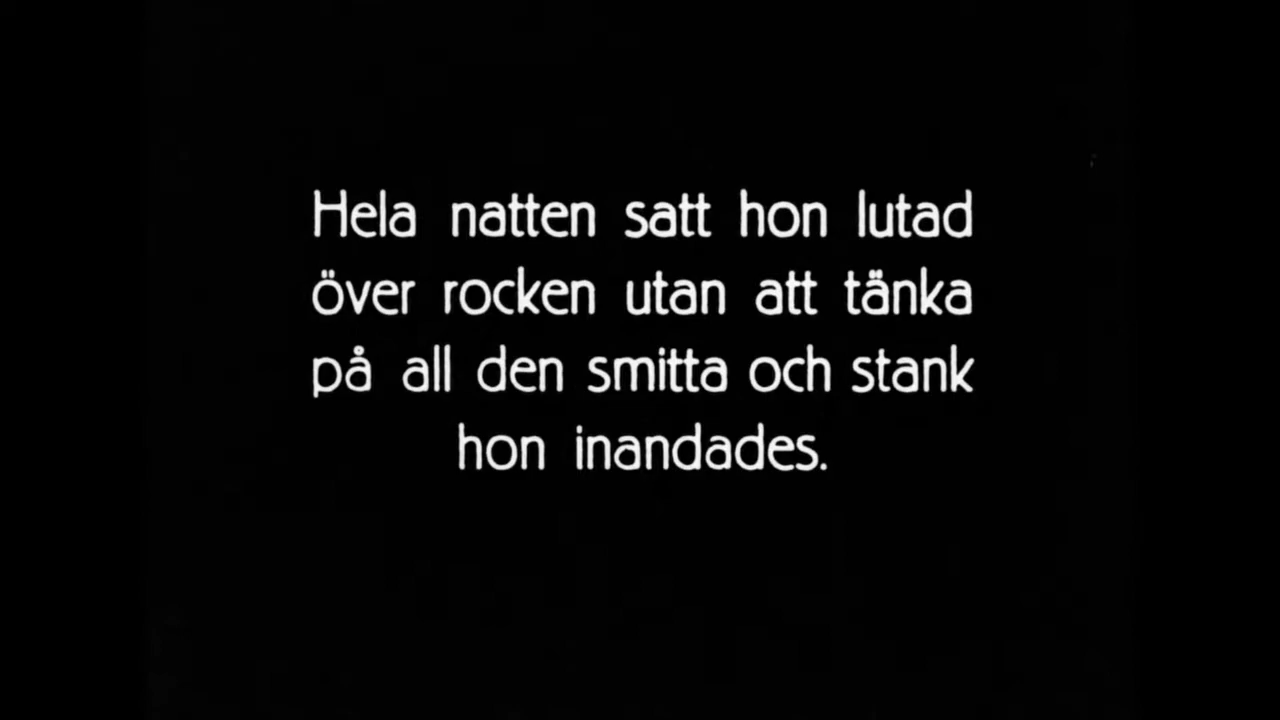 Hela natten satt hon lutad
över rocken utan att tänka
på all den smitta och stank
hon inandades.